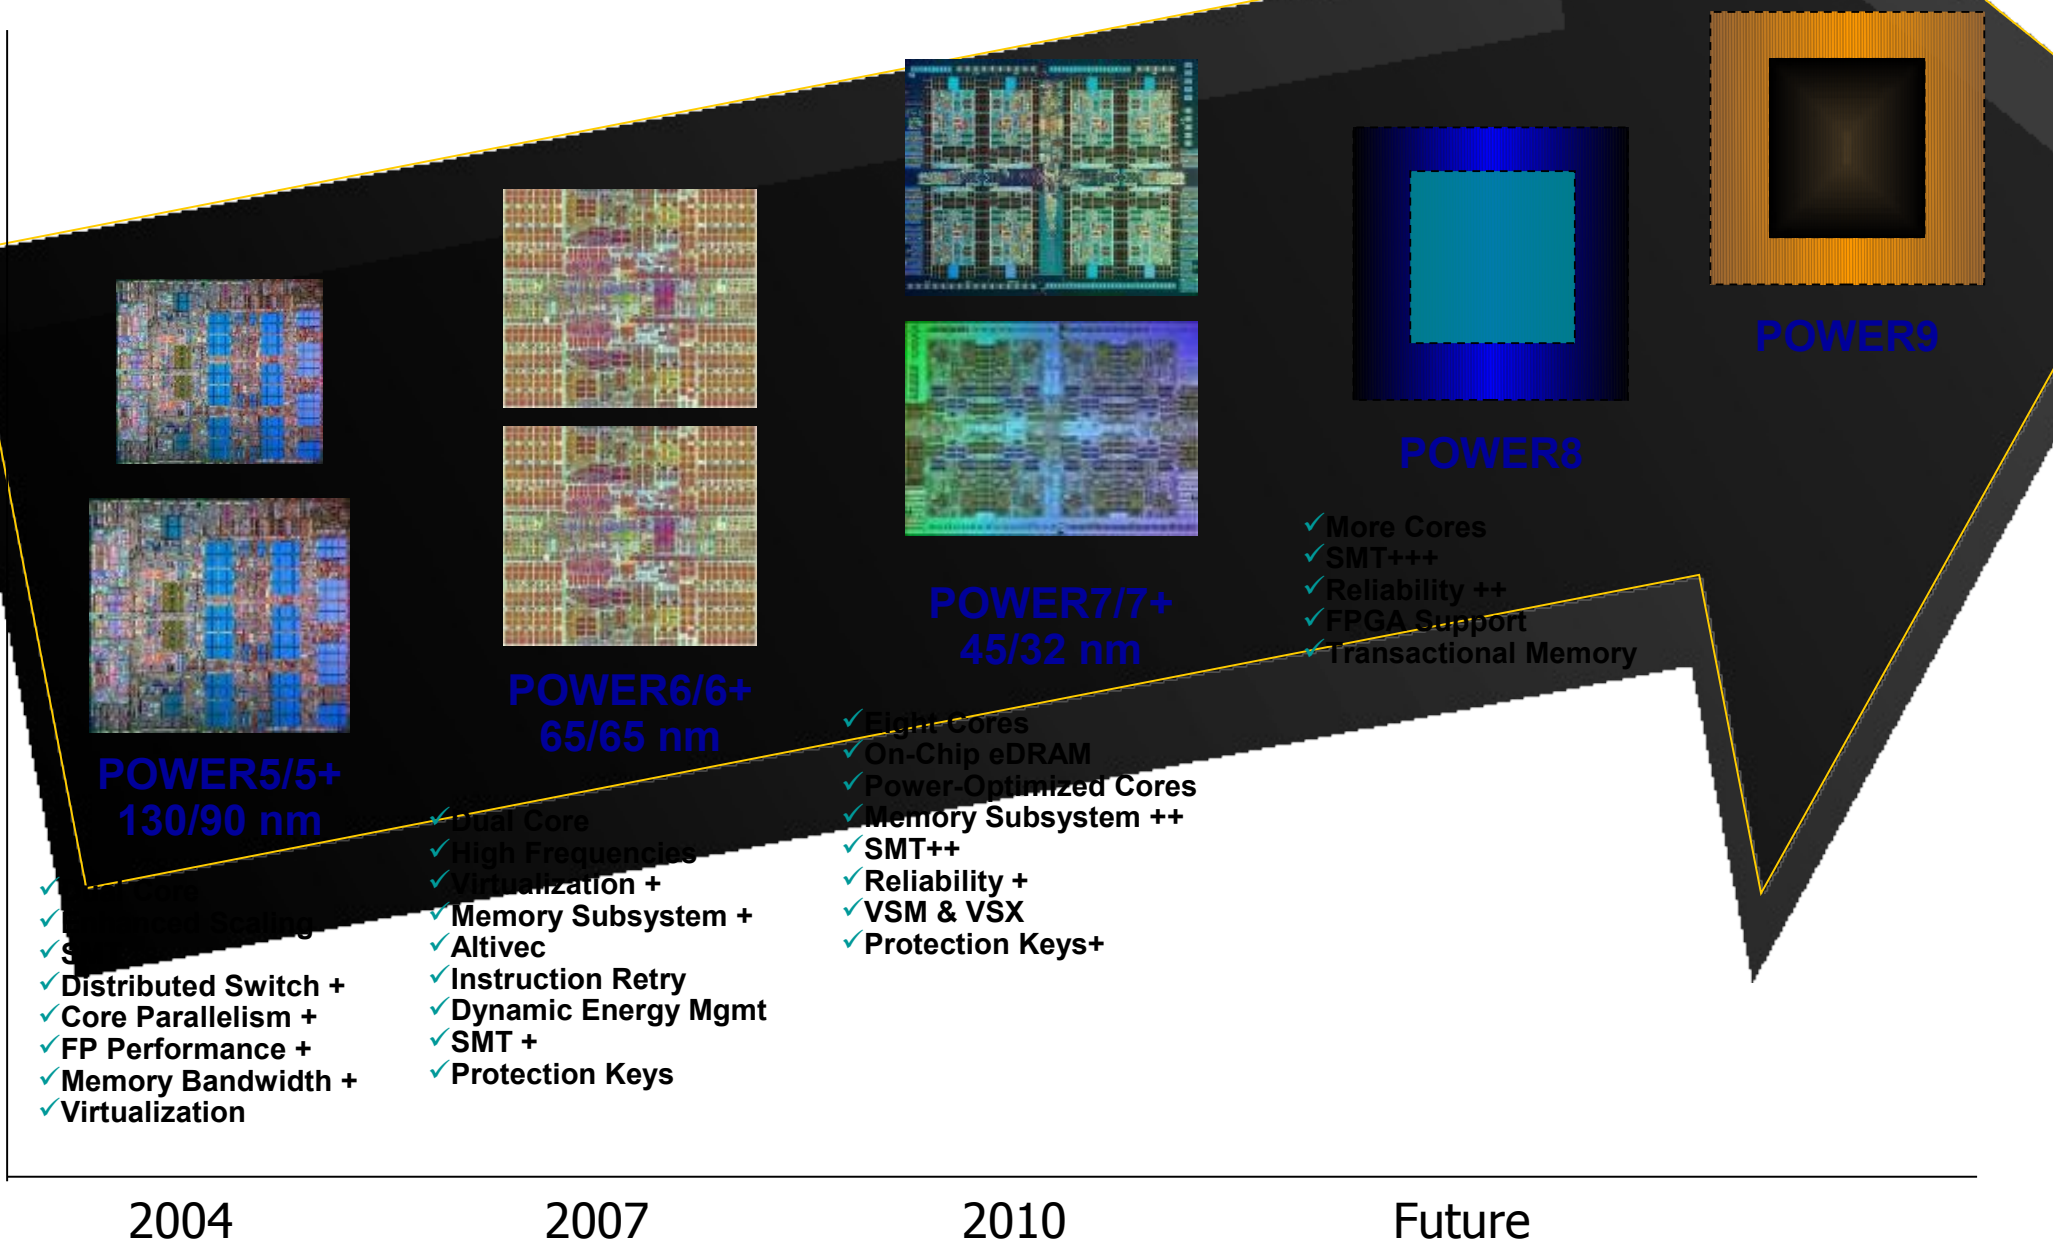 POWER5/5+
130/90 nm
Core
Enhanced Scaling
Distributed Switch +
Core Parallelism +
FP Performance +
Memory Bandwidth +
Virtualization
2004
POWER6/6+
65/65 nm
Dual Core
High Frequencies
Virtualization +
Memory Subsystem +
Altivec
Instruction Retry
Dynamic Energy Mgmt
SMT +
Protection Keys
2007
POWER7/7+
45/32 nm
Eight Cores
On-Chip eDRAM
Power-Optimized Cores
Memory Subsystem ++
SMT++
Reliability +
VSM & VSX
Protection Keys+
2010
POWER8
More Cores
SMT+++
Reliability ++
FPGA Support
Transactional Memory
Future
POWER9